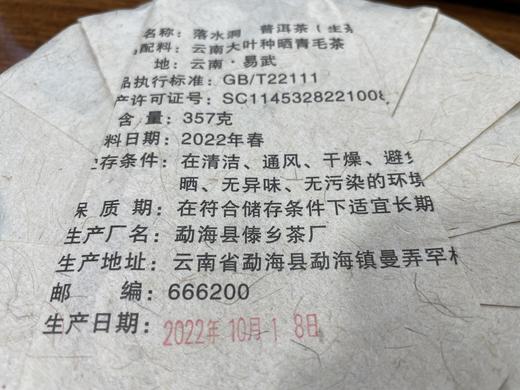 名称：落水洞 普洱茶（生茶
配料：云南大叶种晒青毛茶
地：云南·易武
品执行标准：GB/T22111
产许可证号：SC1145328221008
含量：357克
料日期：2022年春
贮存条件：在清洁、通风、干燥、避免
晒、无异味、无污染的环境
保质期：在符合储存条件下适宜长期
生产厂名：勐海县傣乡茶厂
生产地址：云南省勐海县勐海镇曼弄罕村
邮编：666200
生产日期：2022年10月18日